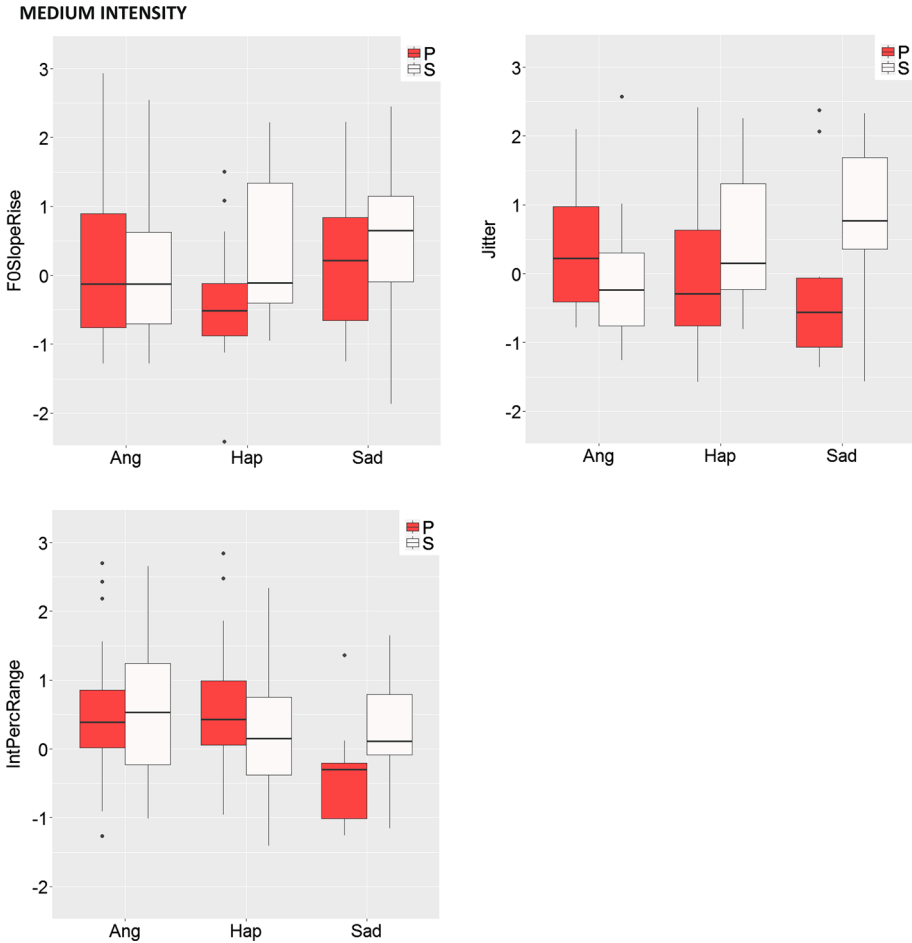 MEDIUM INTENSITY
F0SlopeRise
3
2
1
0
-1
-2
Ang Hap Sad
P
S
Jitter
3
2
1
0
-1
-2
Ang Hap Sad
P
S
IntPercRange
3
2
1
0
-1
-2
Ang Hap Sad
P
S